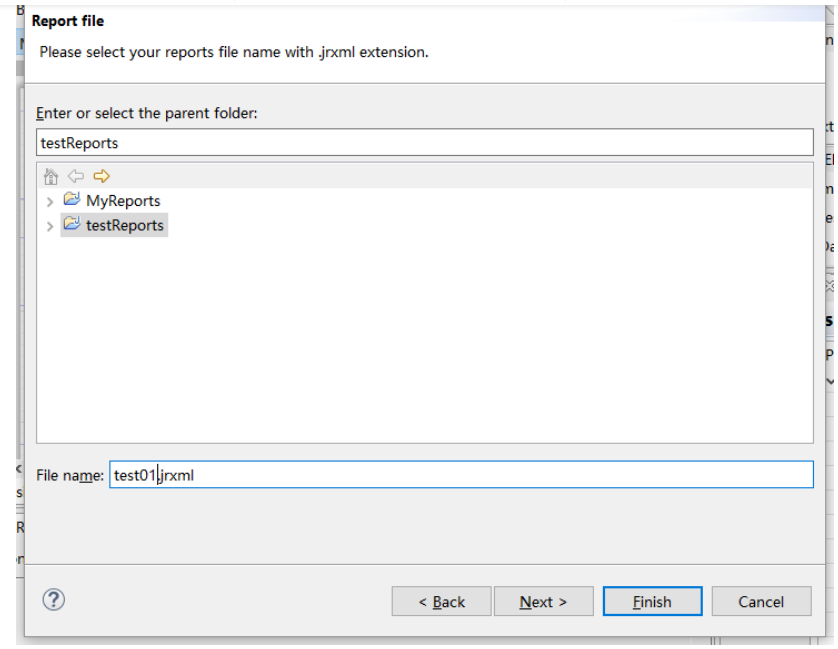 Report file
Please select your reports file name with .jrxml extension.
Enter or select the parent folder:
testReports
MyReports
testReports
File name: test01.jrxml
< Back Next > Finish Cancel